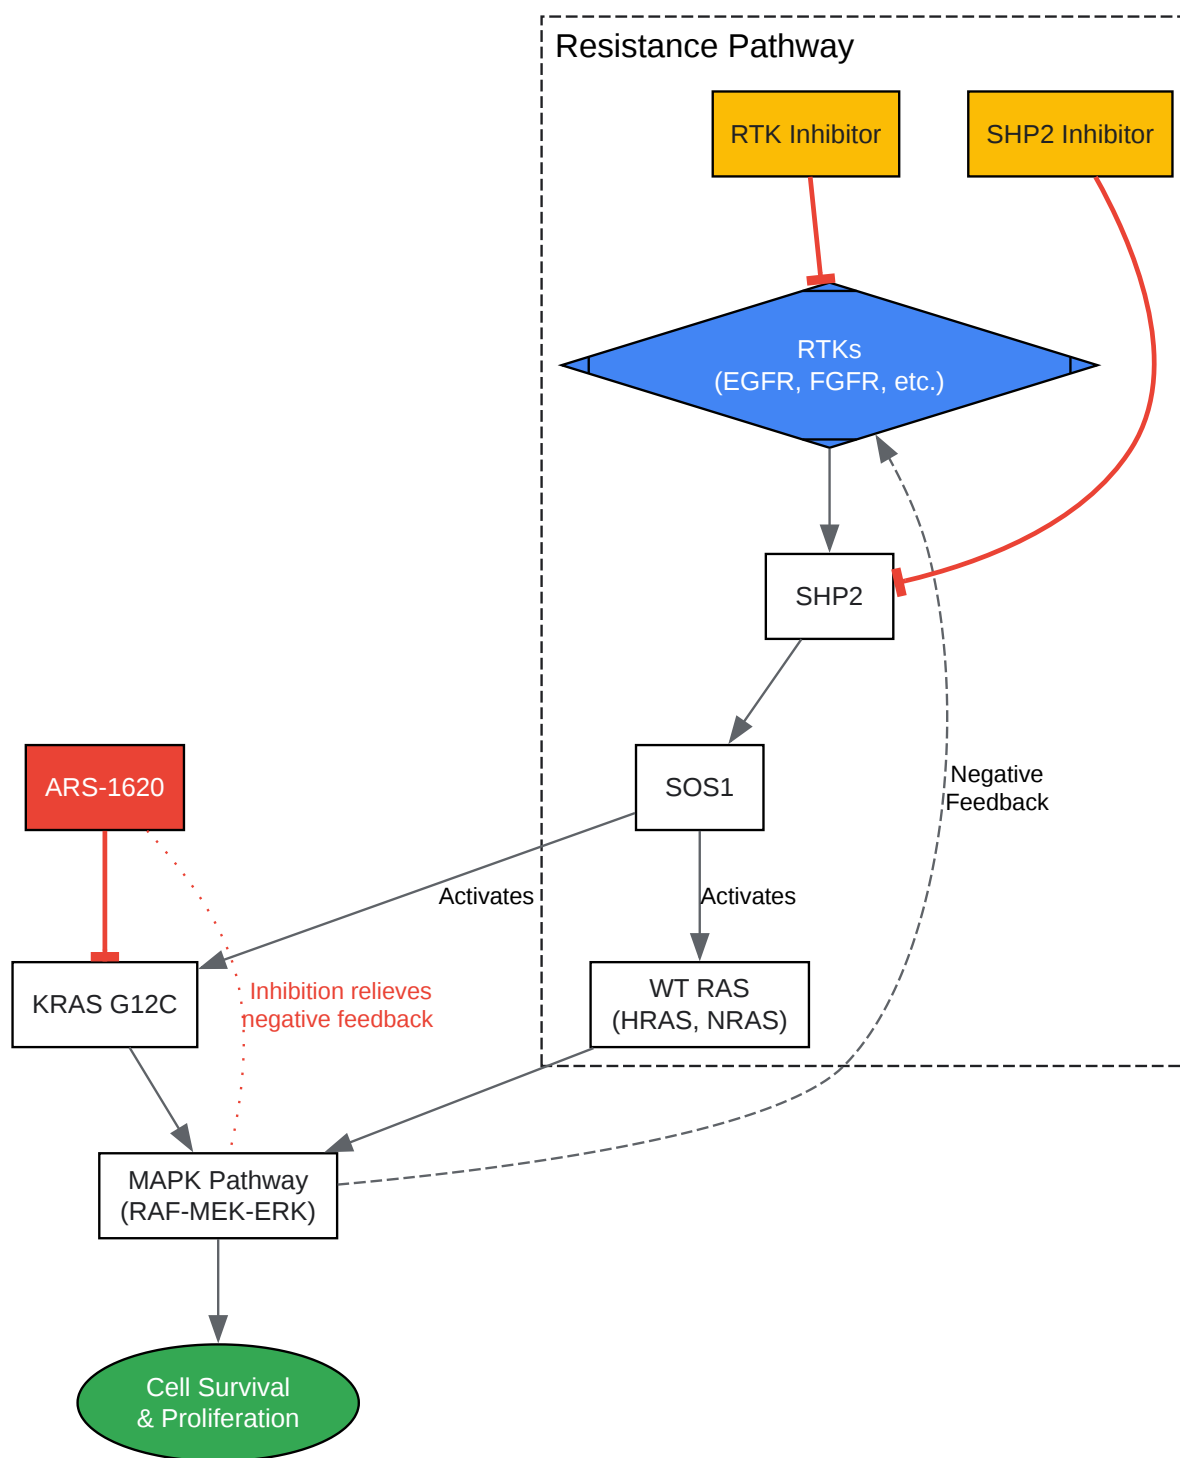 Resistance Pathway
RTK Inhibitor
SHP2 Inhibitor
RTKs
(EGFR, FGFR, etc.)
SHP2
ARS-1620
SOS1
Negative
Feedback
Activates
Activates
KRAS G12C
Inhibition relieves
negative feedback
WT RAS
(HRAS, NRAS)
MAPK Pathway
(RAF-MEK-ERK)
Cell Survival
& Proliferation